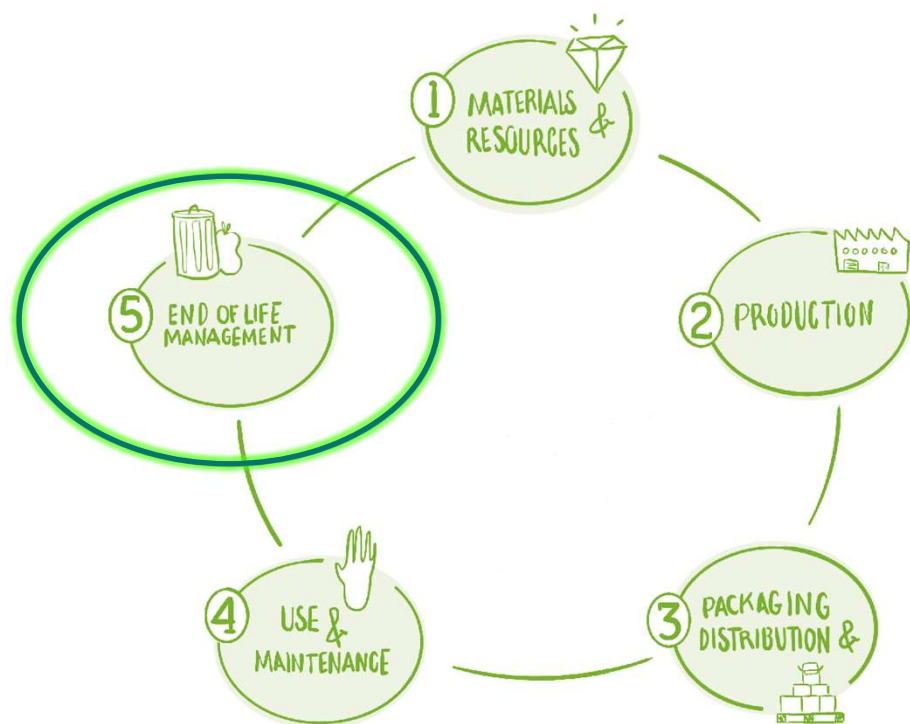 1
MATERIALS
RESOURCES &
2 PRODUCTION
3
PACKAGING
DISTRIBUTION &
4
USE &
MAINTENANCE
5
END OF LIFE
MANAGEMENT